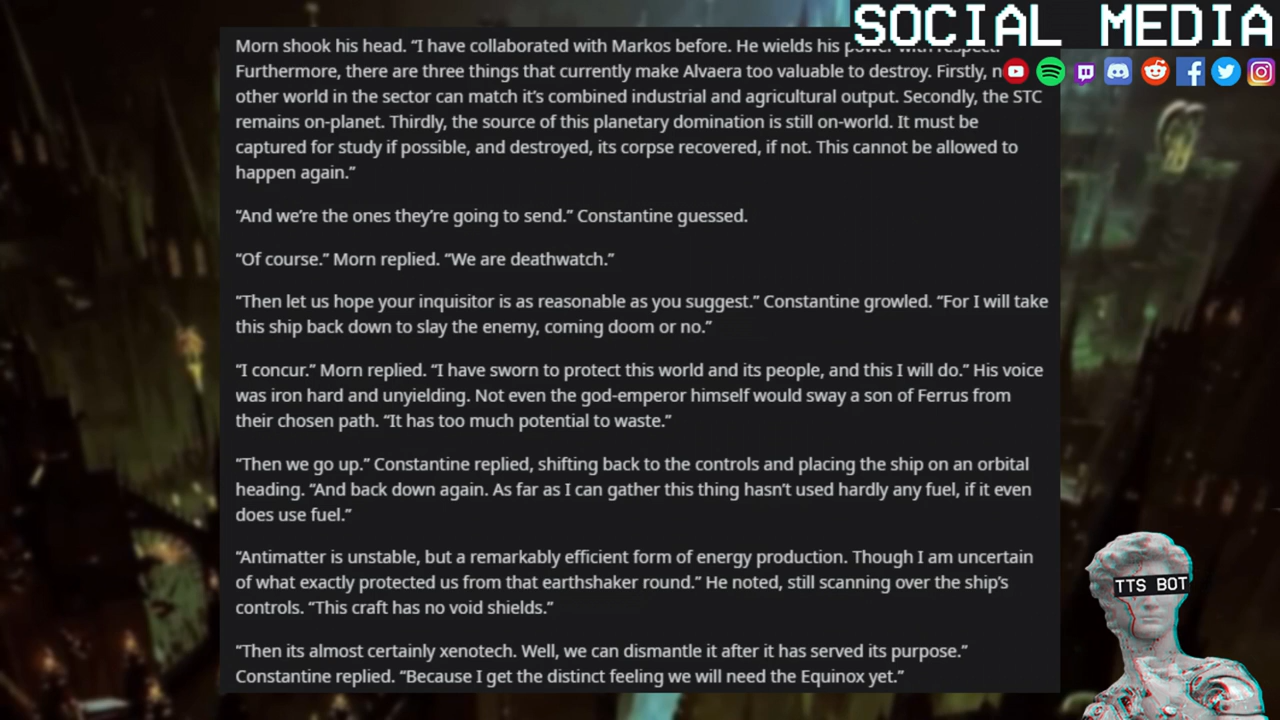 SOCIAL MEDIA
Morn shook his head. “I have collaborated with Markos before. He wields his power with respect.
Furthermore, there are three things that currently make Alvaera too valuable to destroy. Firstly,
other world in the sector can match it’s combined industrial and agricultural output. Secondly, the STC
remains on-planet. Thirdly, the source of this planetary domination is still on-world. It must be
captured for study if possible, and destroyed, its corpse recovered, if not. This cannot be allowed to
happen again.”
“And we’re the ones they’re going to send.” Constantine guessed.
“Of course.” Morn replied. “We are deathwatch.”
“Then let us hope your inquisitor is as reasonable as you suggest.” Constantine growled. “For I will take
this ship back down to slay the enemy, coming doom or no.”
“I concur.” Morn replied. “I have sworn to protect this world and its people, and this I will do.” His voice
was iron hard and unyielding. Not even the god-emperor himself would sway a son of Ferrus from
their chosen path. “It has too much potential to waste.”
“Then we go up.” Constantine replied, shifting back to the controls and placing the ship on an orbital
heading. “And back down again. As far as I can gather this thing hasn’t used hardly any fuel, if it even
does use fuel.”
“Antimatter is unstable, but a remarkably efficient form of energy production. Though I am uncertain
of what exactly protected us from that earthshaker round.” He noted, still scanning over the ship’s
controls. “This craft has no void shields.”
“Then its almost certainly xenotech. Well, we can dismantle it after it has served its purpose.”
Constantine replied. “Because I get the distinct feeling we will need the Equinox yet.”
TTS BOT